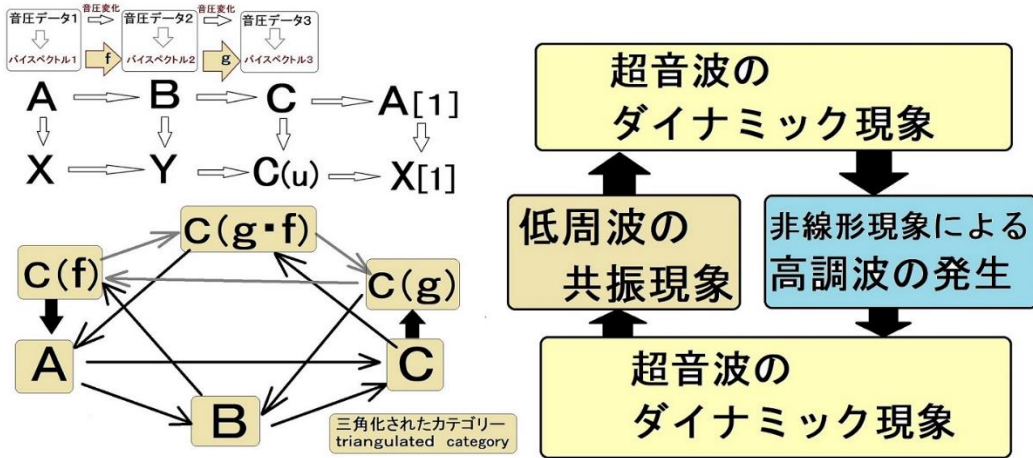 音圧変化 音圧変化
音圧データ1 音圧データ2 音圧データ3
バイスペクトル1 f バイスペクトル2 g バイスペクトル3
A B C A[1]
X Y C(u) X[1]
C(g・f)
C(f)
C(g)
A
C
B
三角化されたカテゴリー
triangulated category
超音波の
ダイナミック現象
低周波の
共振現象
非線形現象による
高調波の発生
超音波の
ダイナミック現象